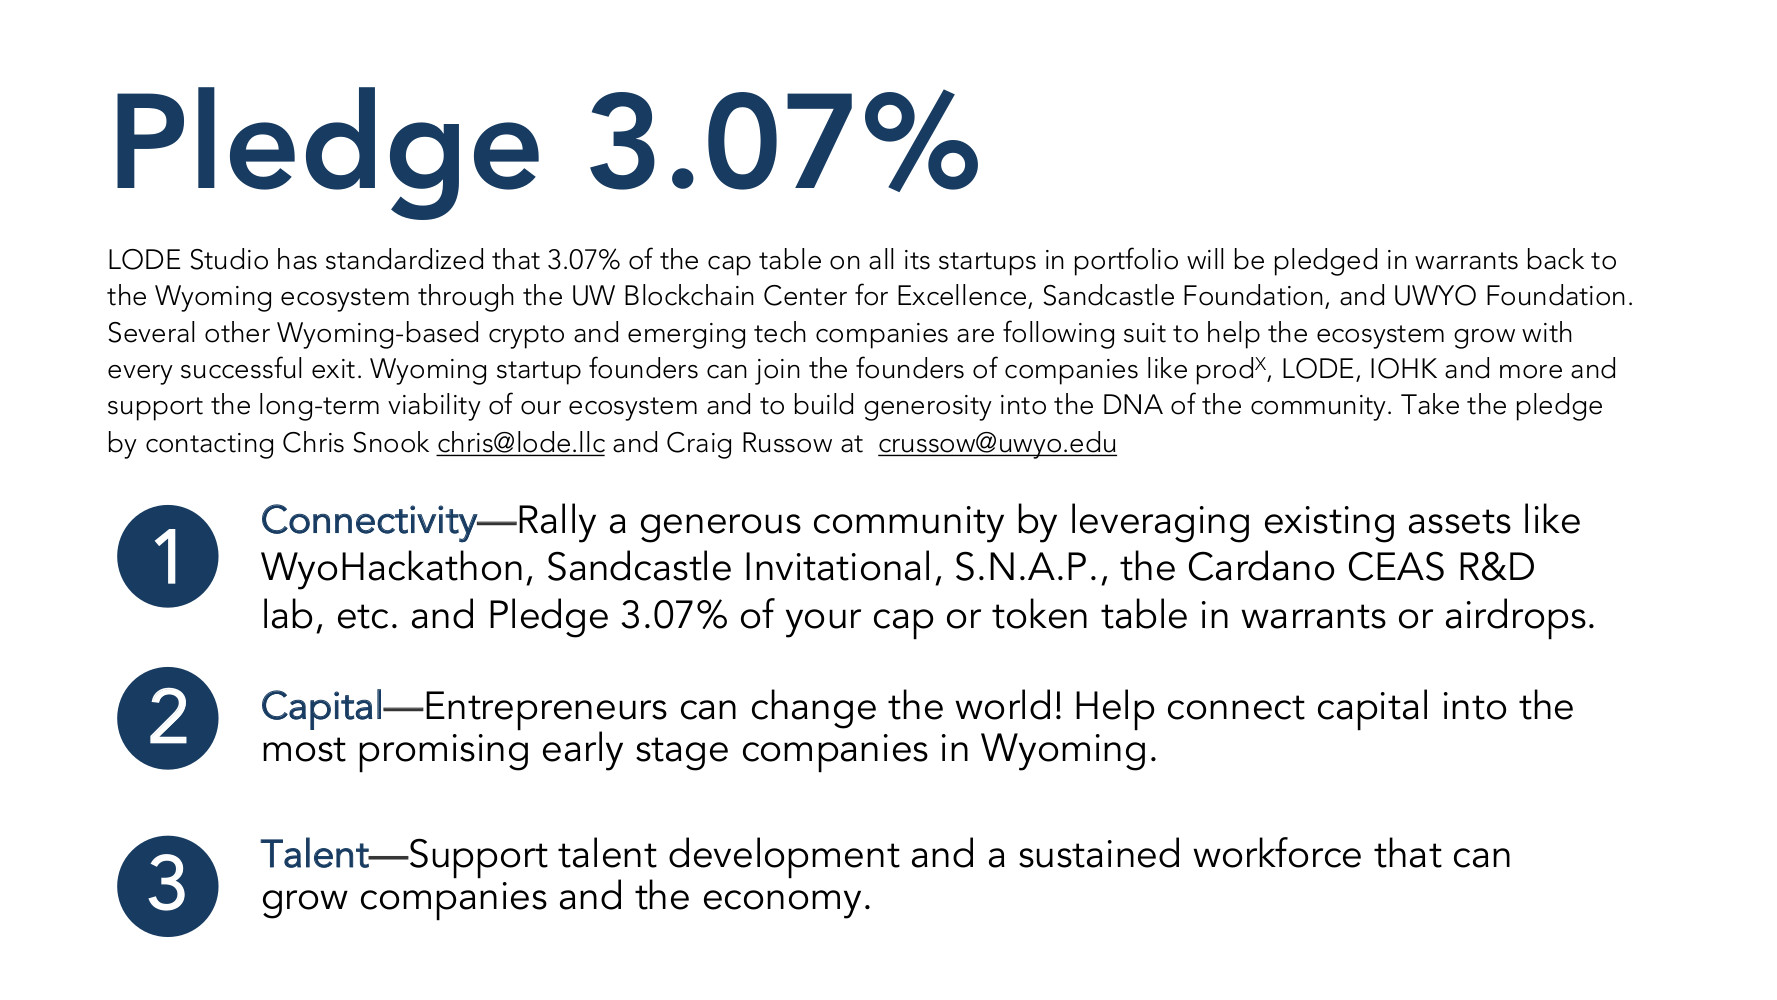 Pledge 3.07%
LODE Studio has standardized that 3.07% of the cap table on all its startups in portfolio will be pledged in warrants back to
the Wyoming ecosystem through the UW Blockchain Center for Excellence, Sandcastle Foundation, and UWYO Foundation.
Several other Wyoming-based crypto and emerging tech companies are following suit to help the ecosystem grow with
every successful exit. Wyoming startup founders can join the founders of companies like prodˣ, LODE, IOHK and more and
support the long-term viability of our ecosystem and to build generosity into the DNA of the community. Take the pledge
by contacting Chris Snook chris@lode.llc and Craig Russow at crussow@uwyo.edu
1
Connectivity—Rally a generous community by leveraging existing assets like
WyoHackathon, Sandcastle Invitational, S.N.A.P., the Cardano CEAS R&D
lab, etc. and Pledge 3.07% of your cap or token table in warrants or airdrops.
2
Capital—Entrepreneurs can change the world! Help connect capital into the
most promising early stage companies in Wyoming.
3
Talent—Support talent development and a sustained workforce that can
grow companies and the economy.